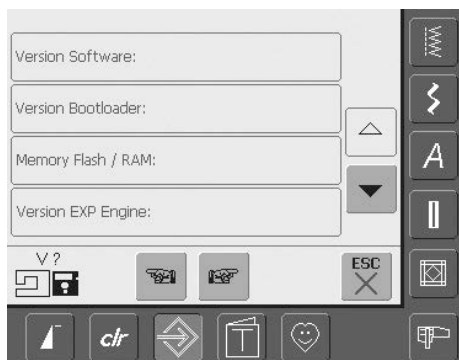 Version Software:
Version Bootloader:
Memory Flash / RAM:
Version EXP Engine:
V ?
ESC
clr
A
T